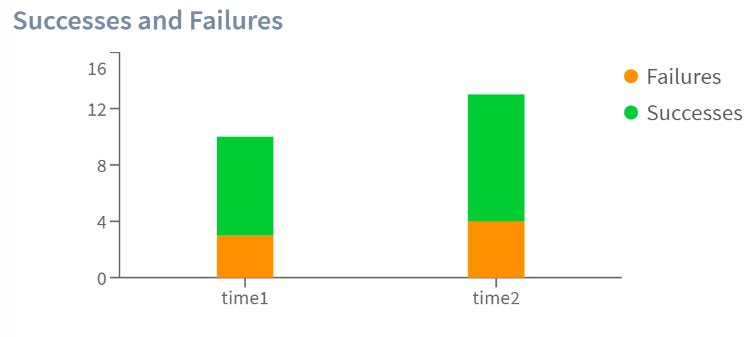 Successes and Failures
16
12
8
4
0
time1
time2
Failures
Successes